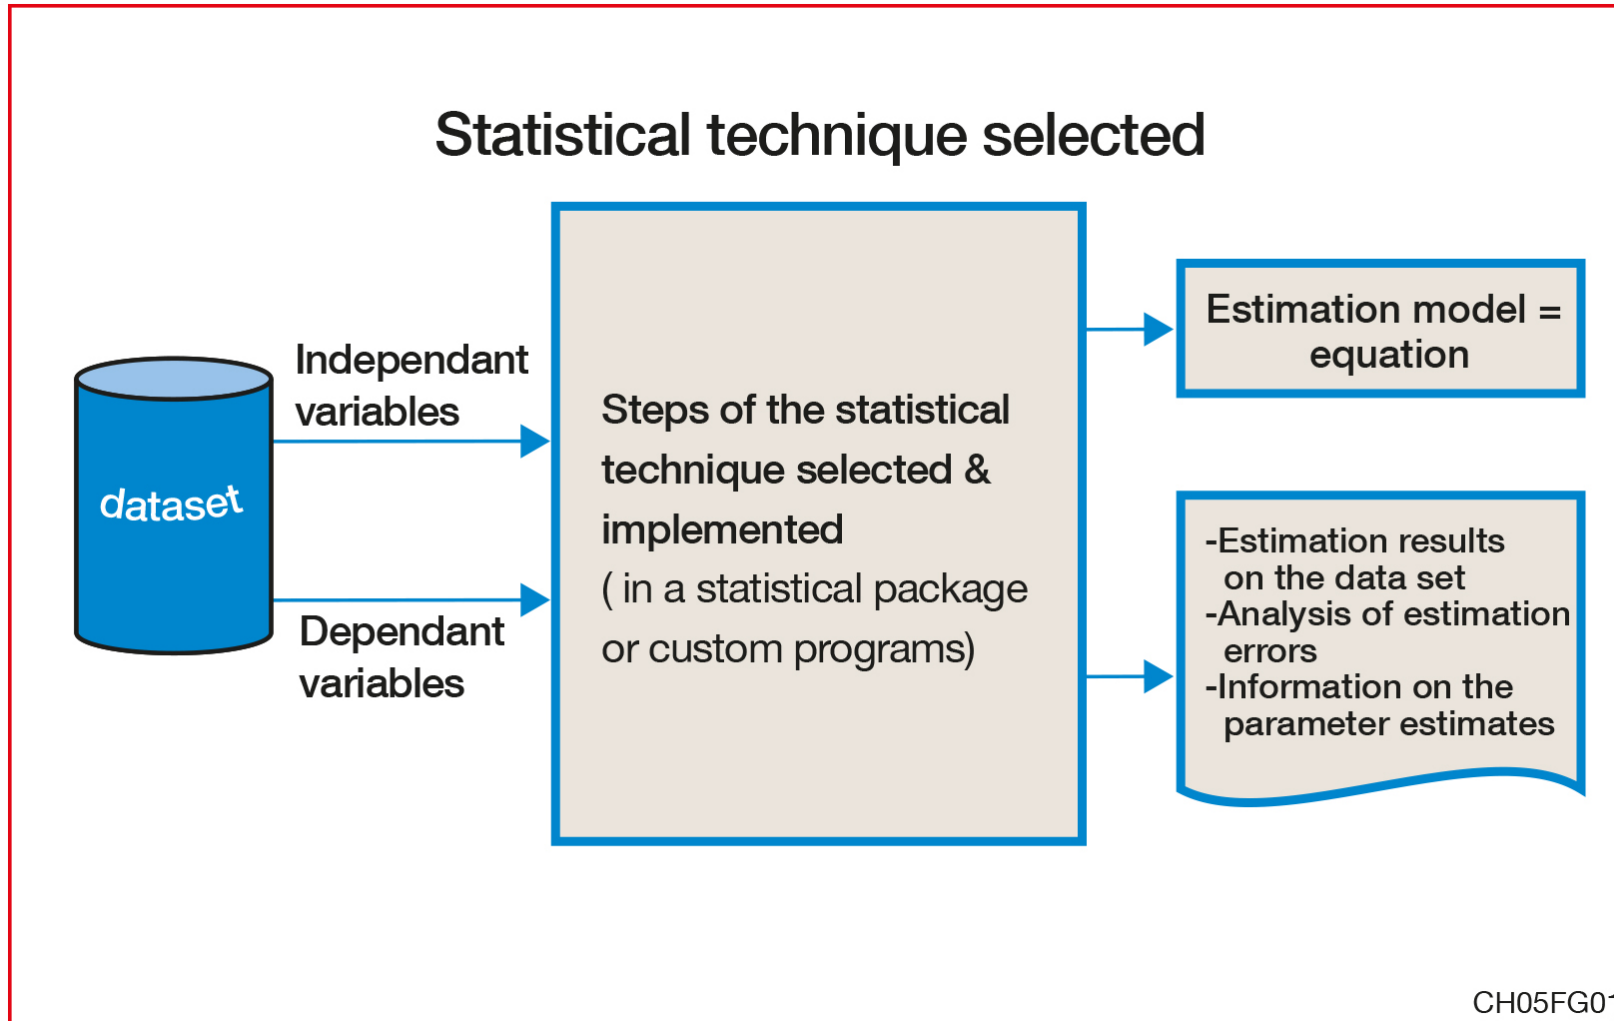 Statistical technique selected
Independant
variables
dataset
Dependant
variables
Steps of the statistical
technique selected &
implemented
( in a statistical package
or custom programs)
Estimation model =
equation
-Estimation results
on the data set
-Analysis of estimation
errors
-Information on the
parameter estimates
CH05FG01